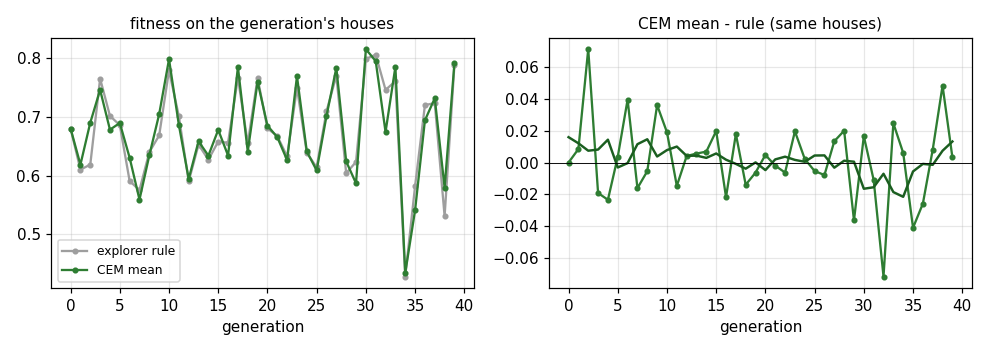 fitness on the generation's houses
0.8
0.7
0.6
0.5
explorer rule
CEM mean
0 5 10 15 20 25 30 35 40
generation
CEM mean - rule (same houses)
0.06
0.04
0.02
0.00
−0.02
−0.04
−0.06
0 5 10 15 20 25 30 35 40
generation